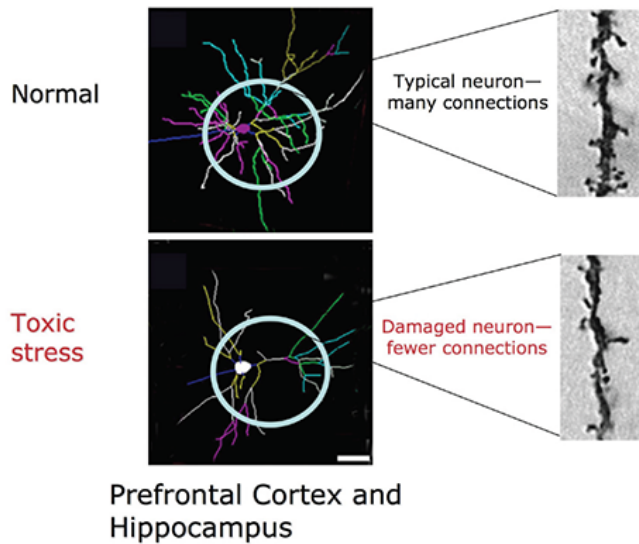 Normal
Typical neuron—
many connections
Toxic
stress
Damaged neuron—
fewer connections
Prefrontal Cortex and
Hippocampus